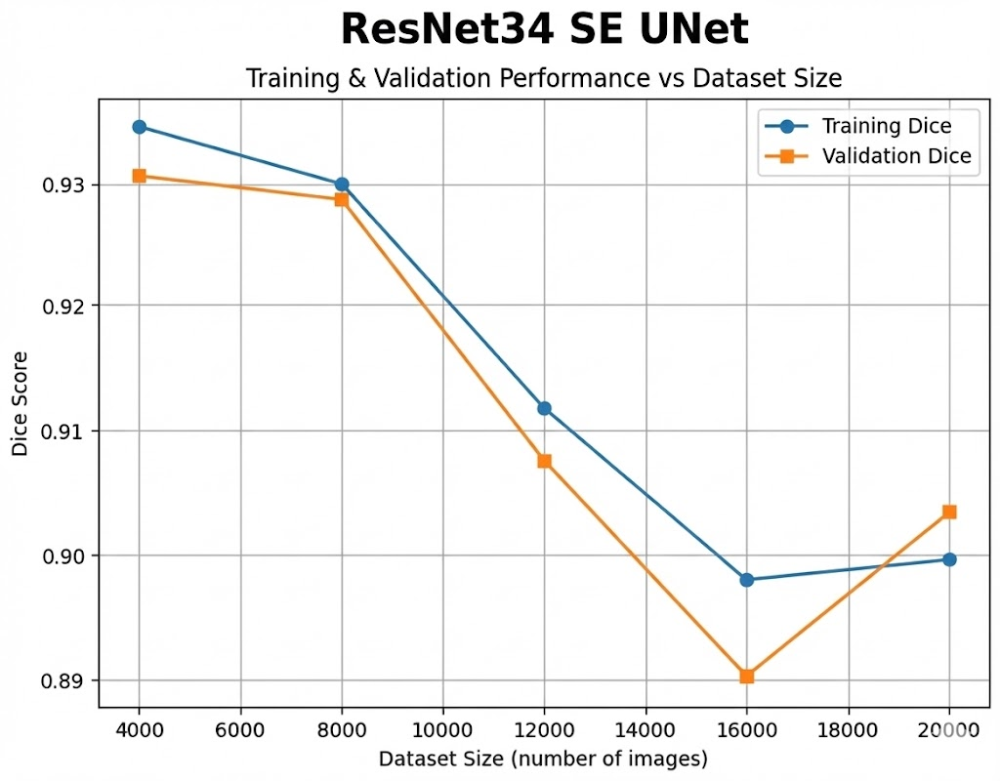 ResNet34 SE UNet
Training & Validation Performance vs Dataset Size
Training Dice
Validation Dice
0.93
0.92
0.91
0.90
0.89
Dice Score
4000 6000 8000 10000 12000 14000 16000 18000 20000
Dataset Size (number of images)